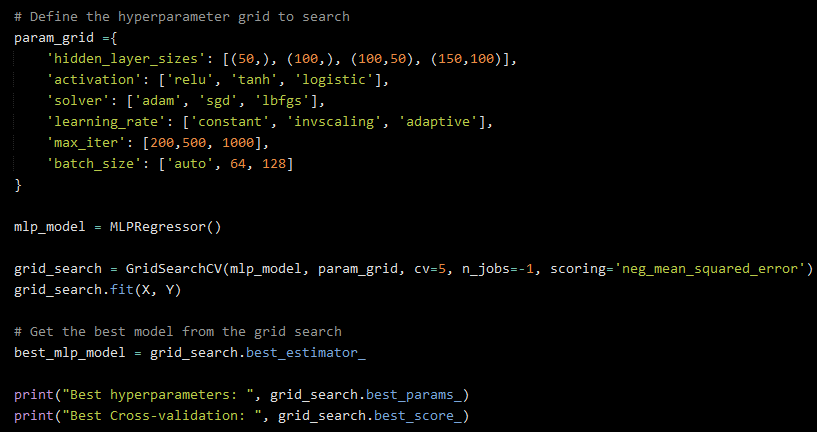 # Define the hyperparameter grid to search
param_grid ={
    'hidden_layer_sizes': [(50,), (100,), (100,50), (150,100)],
    'activation': ['relu', 'tanh', 'logistic'],
    'solver': ['adam', 'sgd', 'lbfgs'],
    'learning_rate': ['constant', 'invscaling', 'adaptive'],
    'max_iter': [200,500, 1000],
    'batch_size': ['auto', 64, 128]
}
mlp_model = MLPRegressor()
grid_search = GridSearchCV(mlp_model, param_grid, cv=5, n_jobs=-1, scoring='neg_mean_squared_error')
grid_search.fit(X, Y)
# Get the best model from the grid search
best_mlp_model = grid_search.best_estimator_
print("Best hyperparameters: ", grid_search.best_params_)
print("Best Cross-validation: ", grid_search.best_score_)